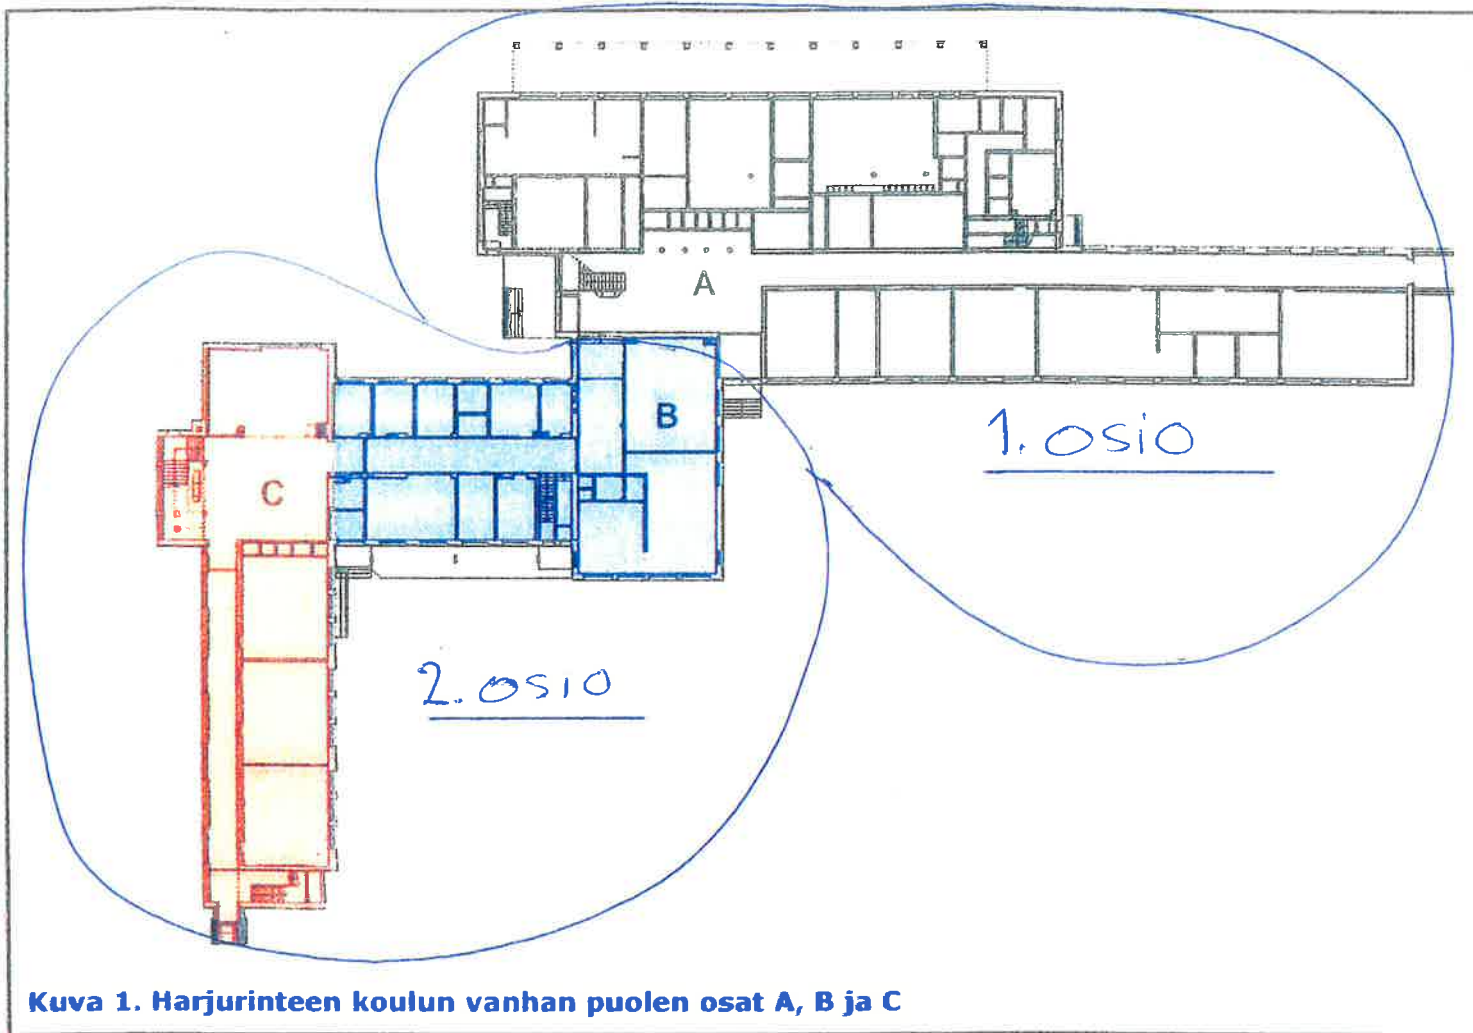 A
B
1. osio
C
2. osio
Kuva 1. Harjurinteen koulun vanhan puolen osat A, B ja C